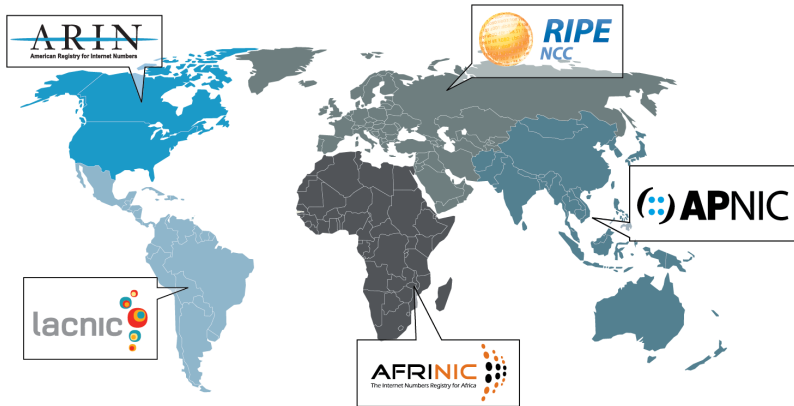 ARIN
American Registry for Internet Numbers
RIPE
NCC
APNIC
lacnic
AFRINIC
The Internet Numbers Registry for Africa